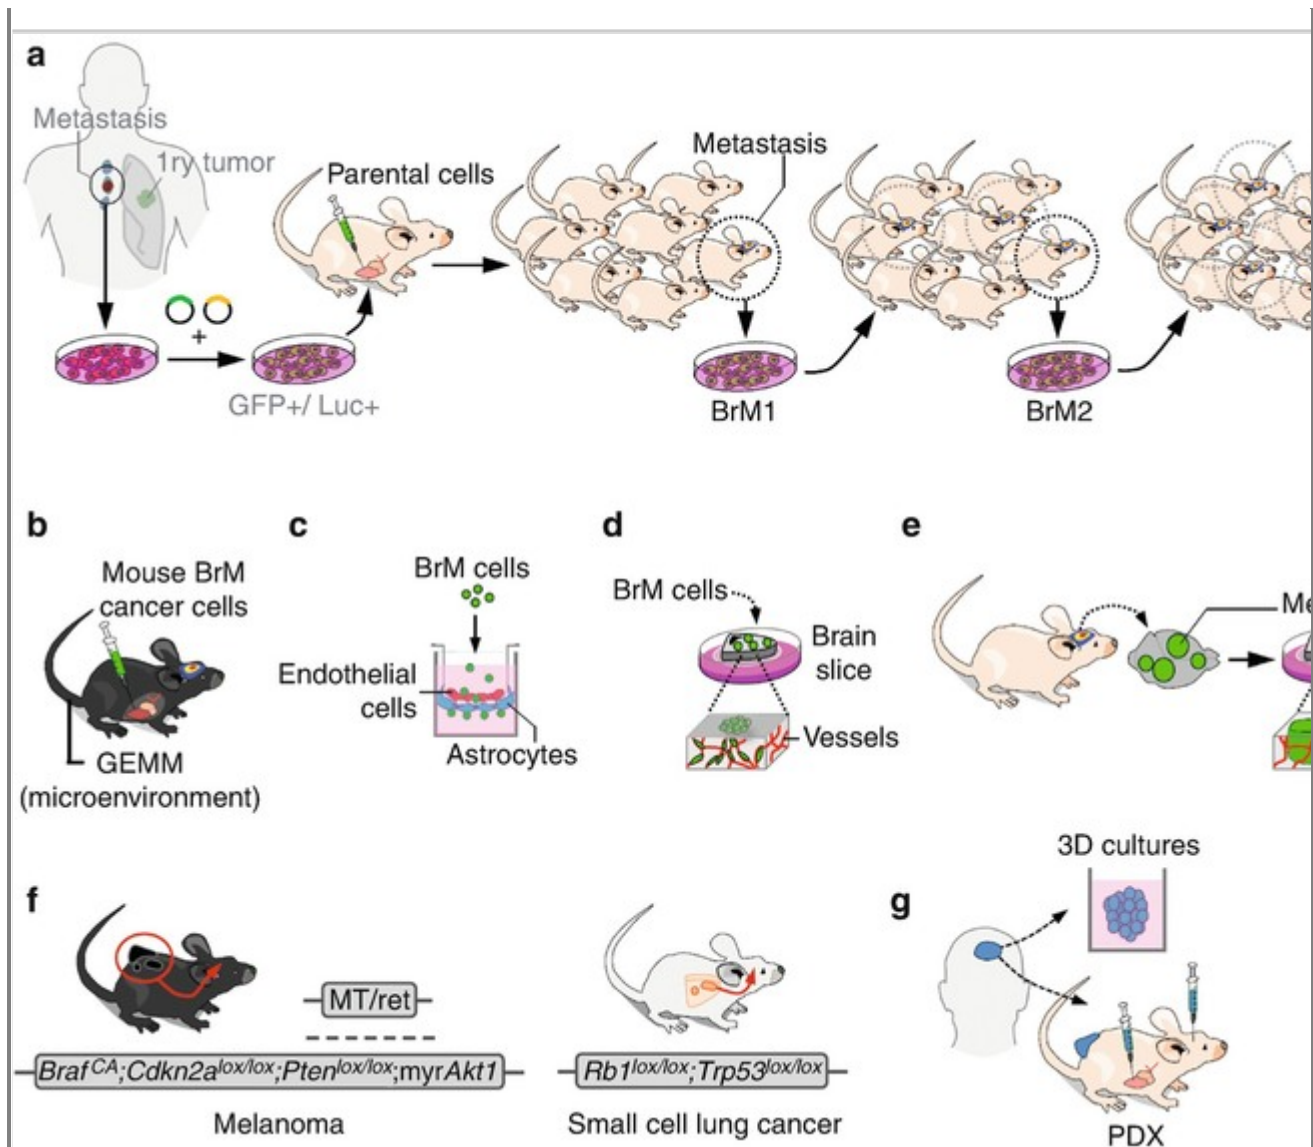 a
Metastasis
1ry tumor
Parental cells
Metastasis
+
GFP+/ Luc+
BrM1
BrM2
b
Mouse BrM
cancer cells
GEMM
(microenvironment)
c
BrM cells
Endothelial
cells
Astrocytes
d
BrM cells
Brain
slice
Vessels
e
Me
f
MT/ret
Braf^CA;Cdkn2a^lox/lox;Pten^lox/lox;myrAkt1
Melanoma
Rb1^lox/lox;Trp53^lox/lox
Small cell lung cancer
g
3D cultures
PDX